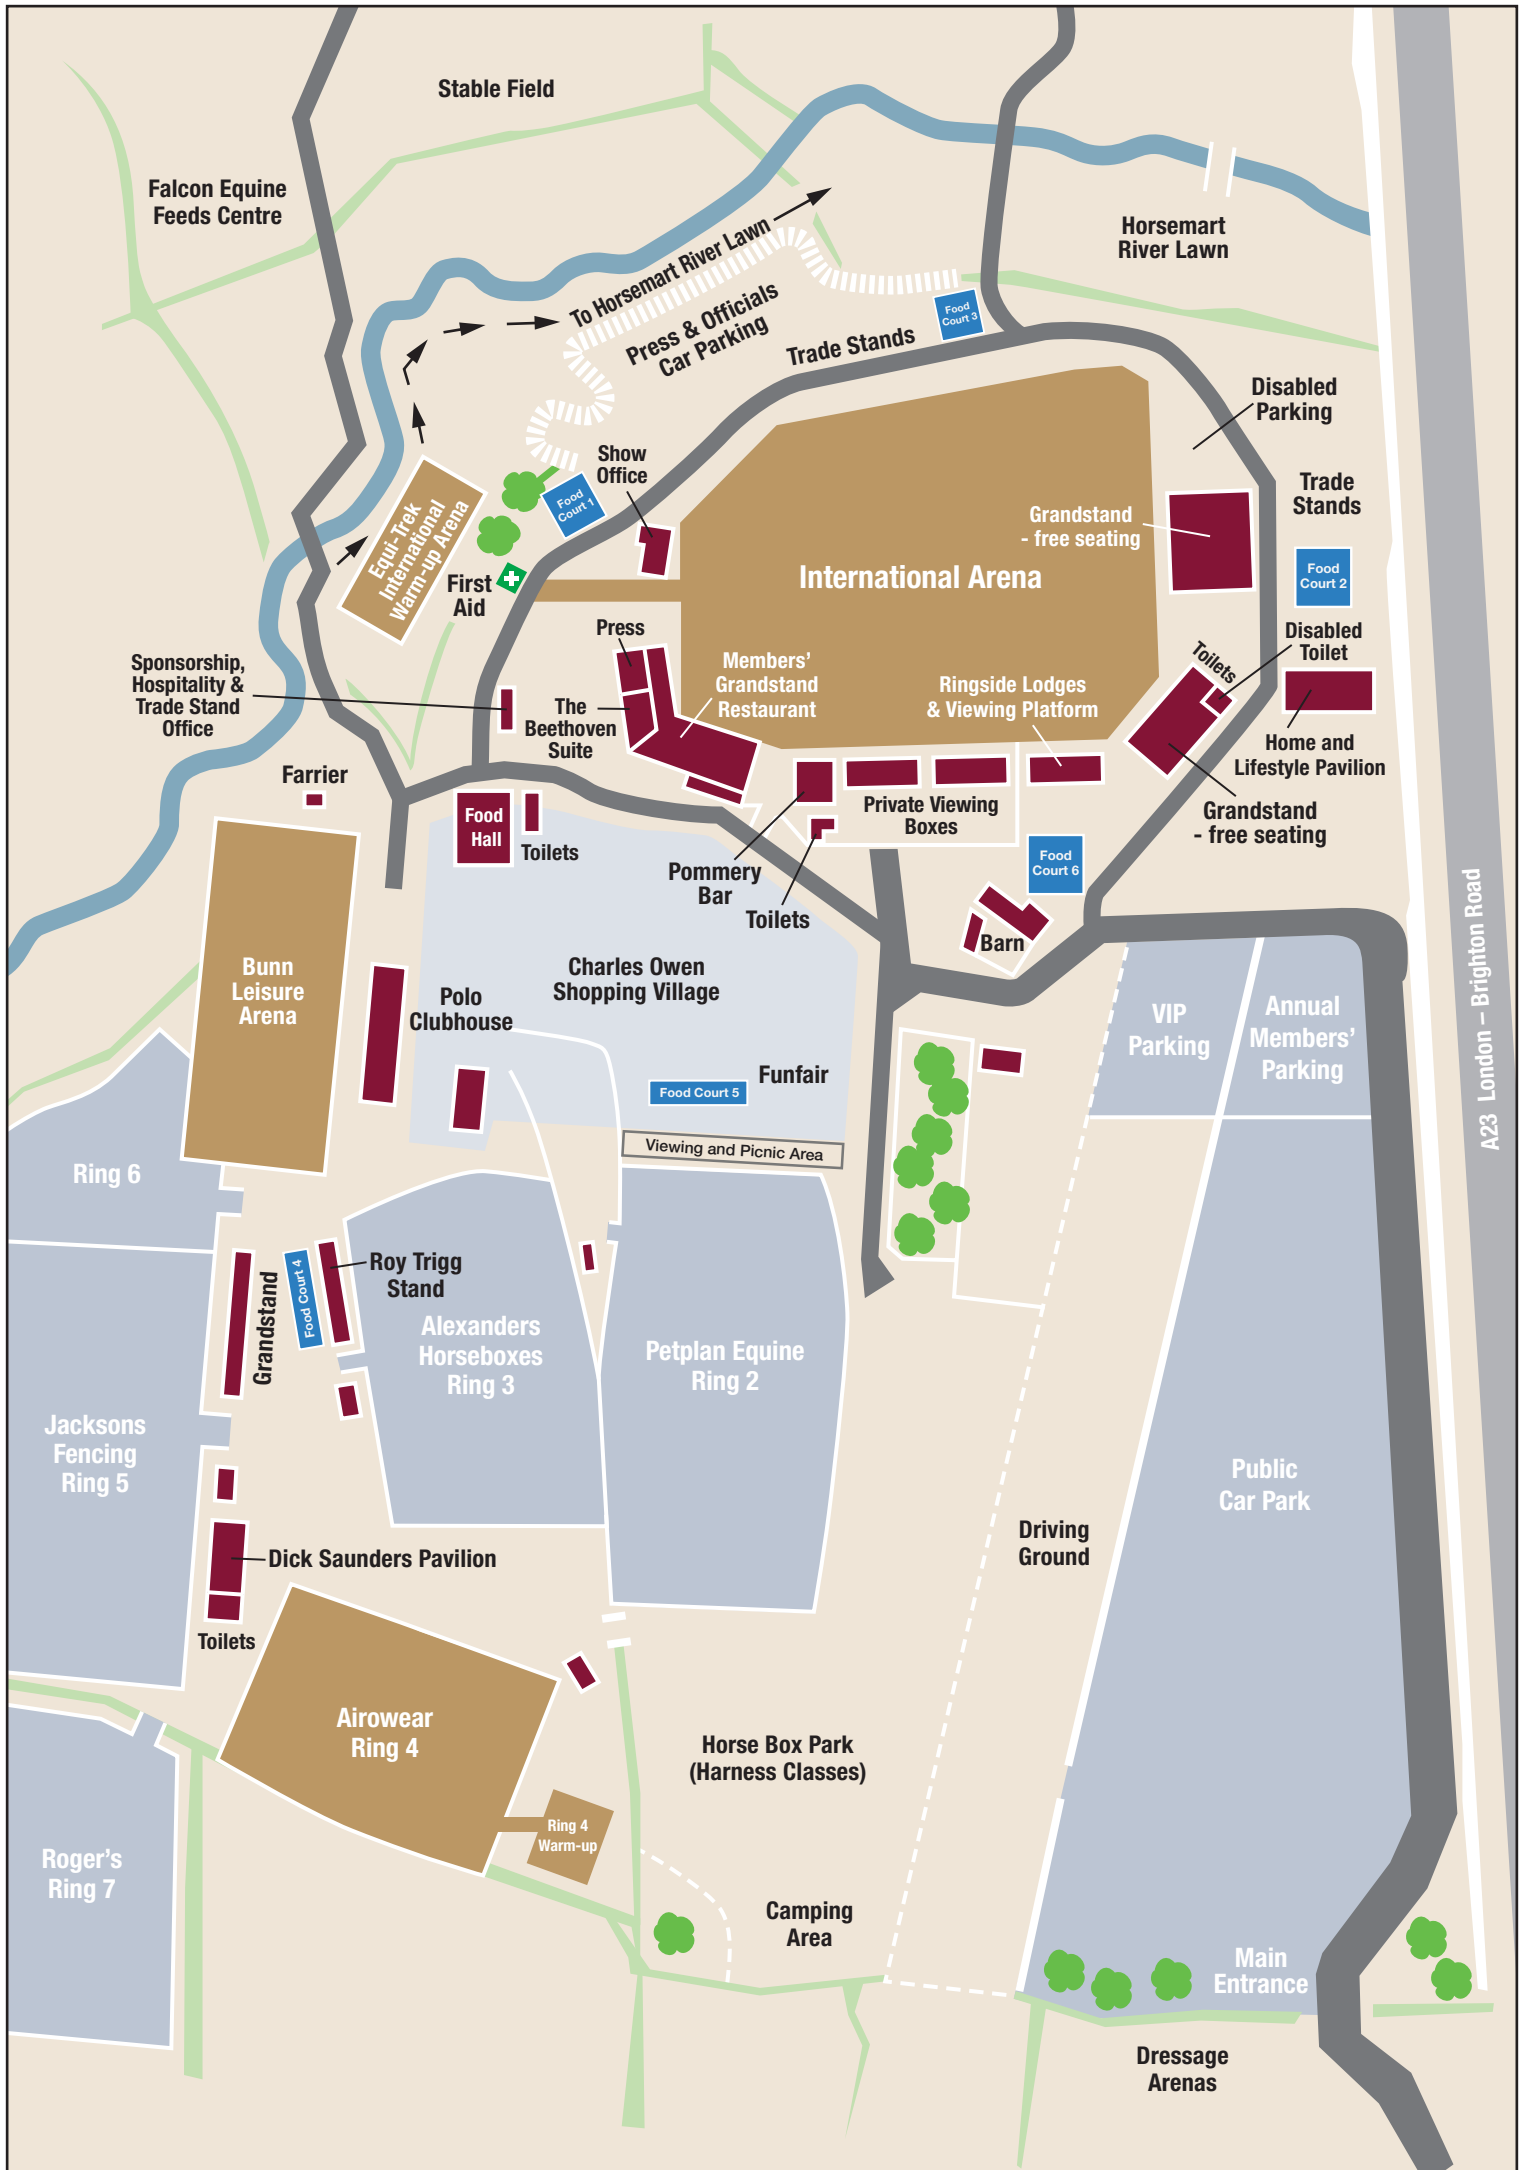 Stable Field
Falcon Equine
Feeds Centre
Horsemart
River Lawn
To Horsemart River Lawn
Press & Officials
Car Parking
Food
Court 3
Trade Stands
Disabled
Parking
Show
Office
Food
Court 1
Trade
Stands
Grandstand
- free seating
Equi-Trek
International
Warm-up Arena
International Arena
Food
Court 2
First
Aid
Press
Disabled
Toilet
Toilets
Sponsorship,
Hospitality &
Trade Stand
Office
Members'
Grandstand
Restaurant
Ringside Lodges
& Viewing Platform
The
Beethoven
Suite
Home and
Lifestyle Pavilion
Farrier
Food
Hall
Toilets
Private Viewing
Boxes
Grandstand
- free seating
Pommery
Bar
Toilets
Food
Court 6
Barn
A23 London – Brighton Road
Bunn
Leisure
Arena
Charles Owen
Shopping Village
Polo
Clubhouse
VIP
Parking
Annual
Members'
Parking
Funfair
Food Court 5
Viewing and Picnic Area
Ring 6
Grandstand
Food Court 4
Roy Trigg
Stand
Alexanders
Horseboxes
Ring 3
Petplan Equine
Ring 2
Jacksons
Fencing
Ring 5
Public
Car Park
Driving
Ground
Dick Saunders Pavilion
Toilets
Airowear
Ring 4
Horse Box Park
(Harness Classes)
Ring 4
Warm-up
Roger's
Ring 7
Camping
Area
Main
Entrance
Dressage
Arenas